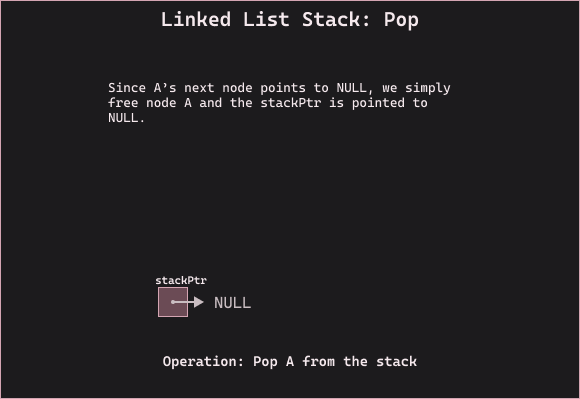 Linked List Stack: Pop
Since A's next node points to NULL, we simply
free node A and the stackPtr is pointed to
NULL.
stackPtr
NULL
Operation: Pop A from the stack